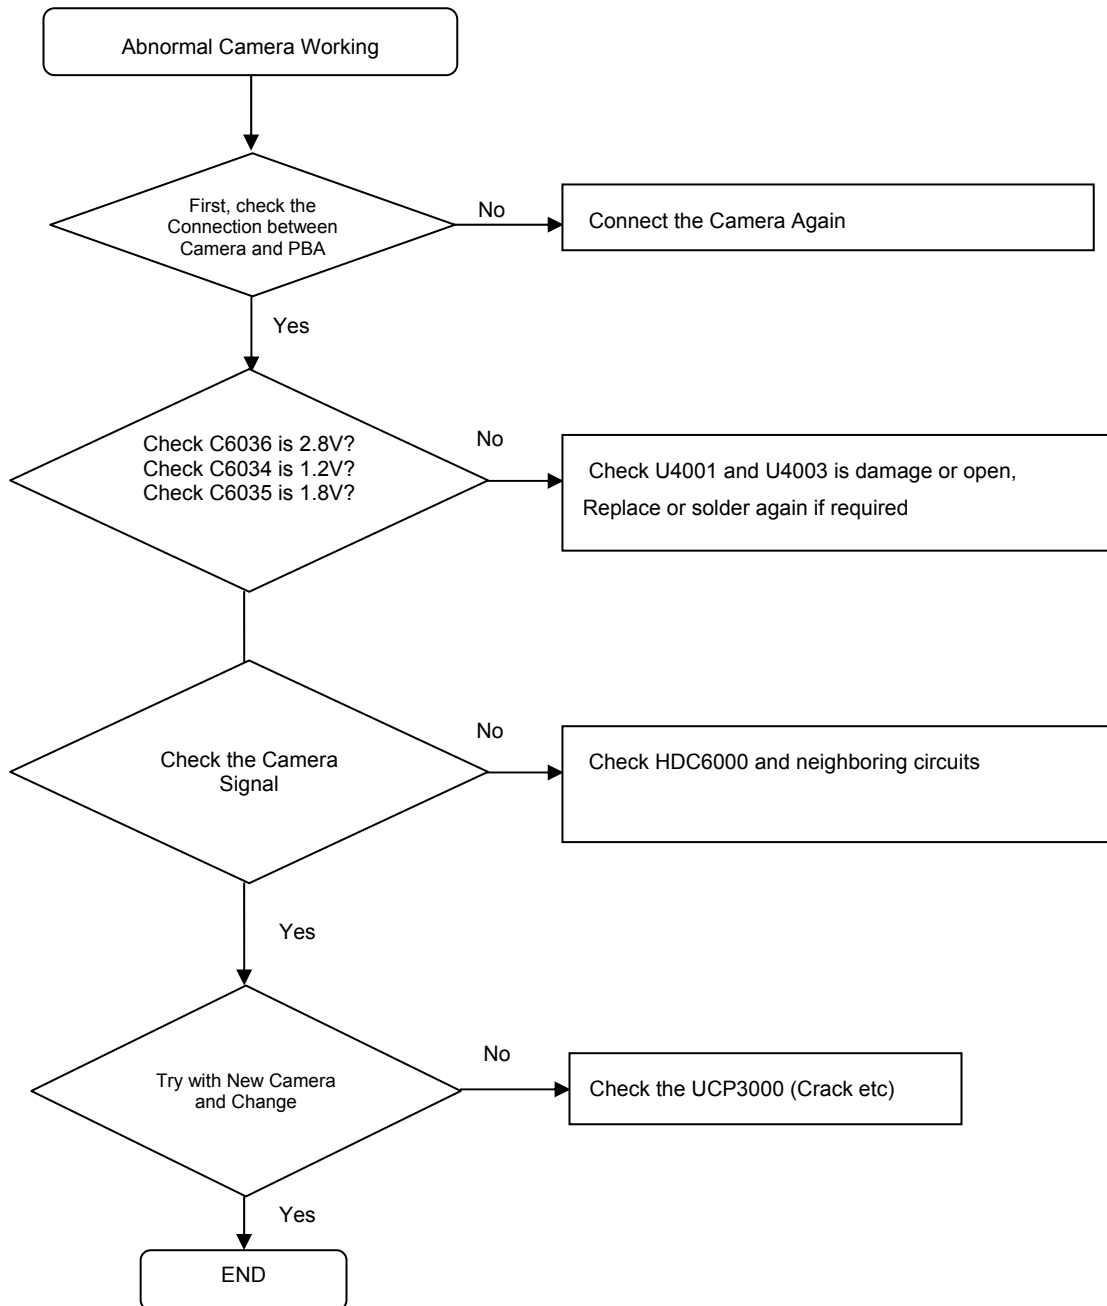 Abnormal Camera Working
First, check the
Connection between
Camera and PBA
No
Connect the Camera Again
Yes
Check C6036 is 2.8V?
Check C6034 is 1.2V?
Check C6035 is 1.8V?
No
Check U4001 and U4003 is damage or open,
Replace or solder again if required
Check the Camera
Signal
No
Check HDC6000 and neighboring circuits
Yes
Try with New Camera
and Change
No
Check the UCP3000 (Crack etc)
Yes
END